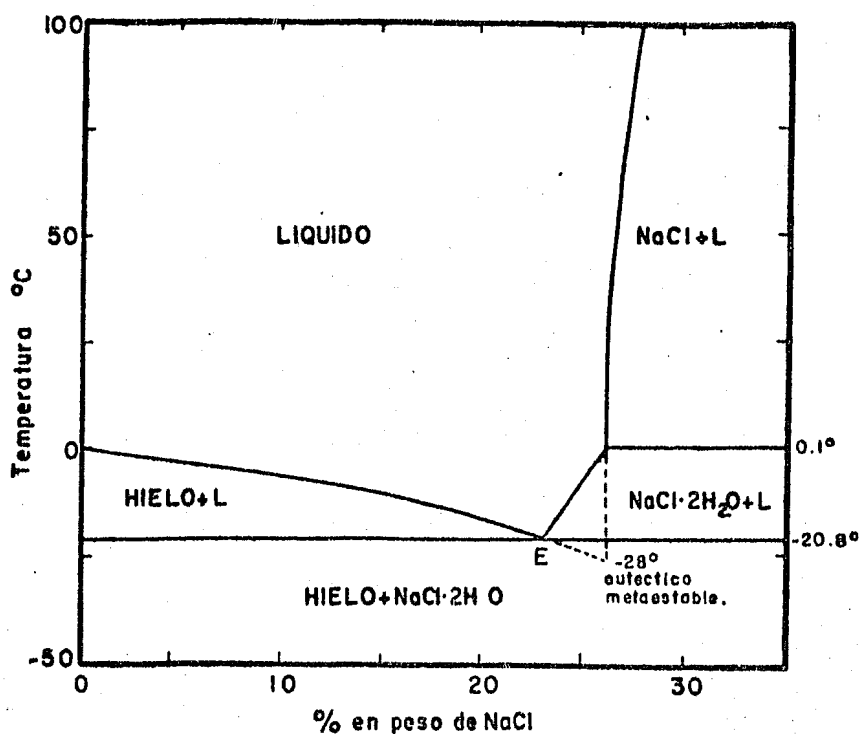 100
50
0
-50
Temperatura °C
LIQUIDO
NaCl+L
0.1°
HIELO+L
NaCl·2H₂O+L
-20.8°
E
-28°
eutectico
metaestable.
HIELO+NaCl·2H O
0
10
20
30
% en peso de NaCl